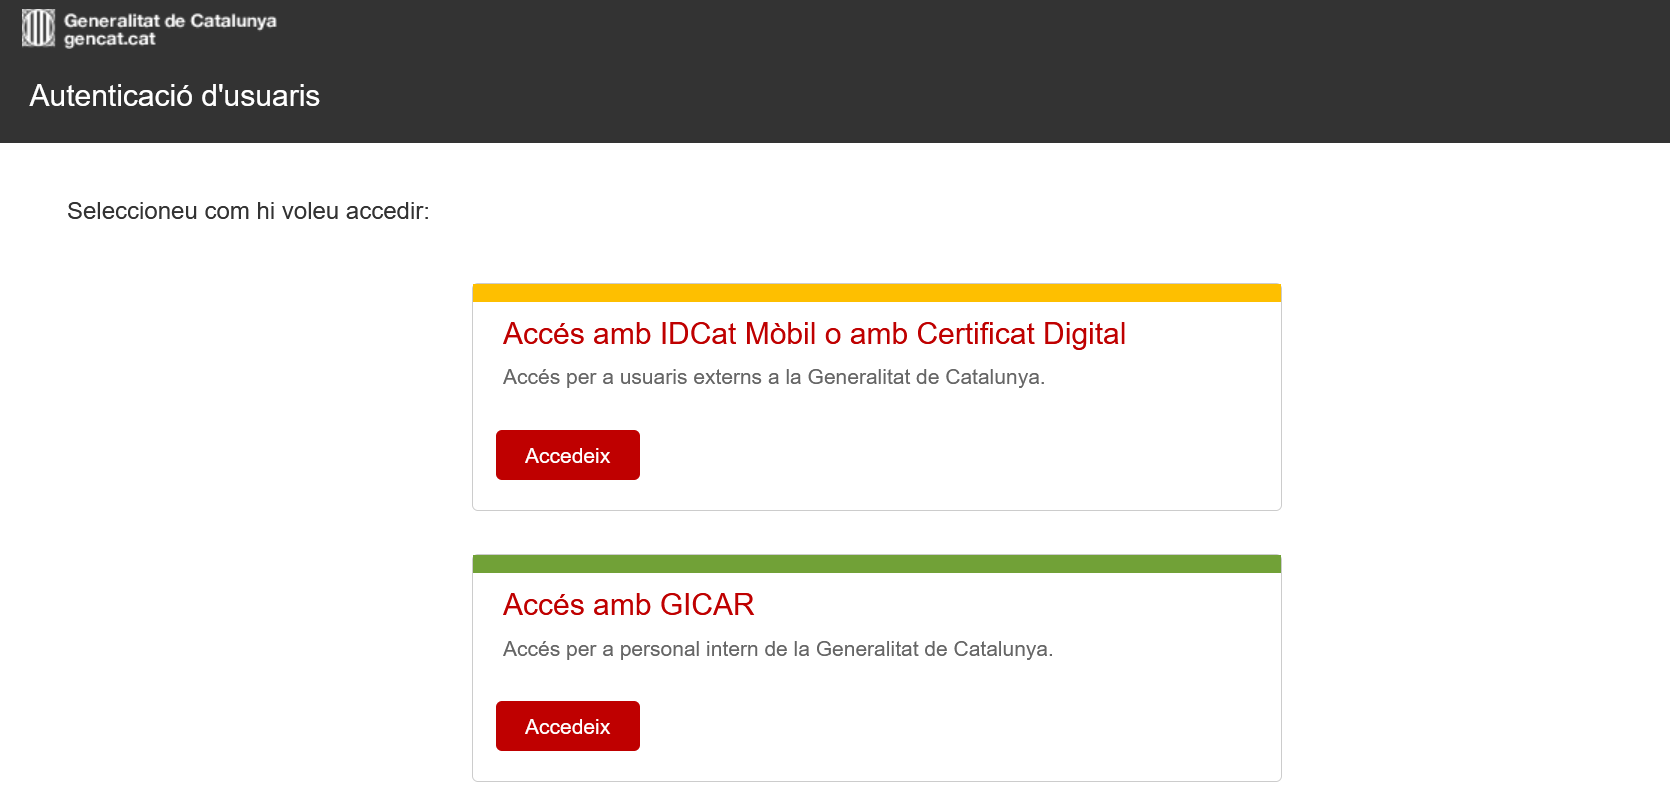 Generalitat de Catalunya
gencat.cat
Autenticació d'usuaris
Seleccioneu com hi voleu accedir:
Accés amb IDCat Mòbil o amb Certificat Digital
Accés per a usuaris externs a la Generalitat de Catalunya.
Accedeix
Accés amb GICAR
Accés per a personal intern de la Generalitat de Catalunya.
Accedeix